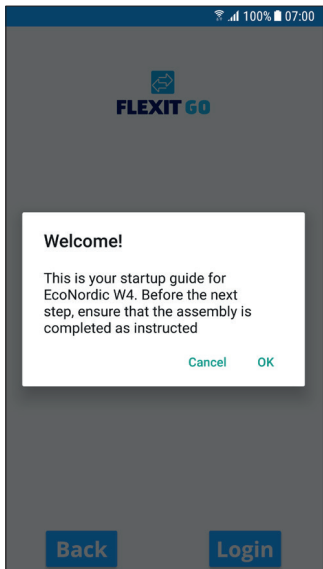 100% 07:00
FLEXIT GO
Welcome!
This is your startup guide for
EcoNordic W4. Before the next
step, ensure that the assembly is
completed as instructed
Cancel OK
Back Login